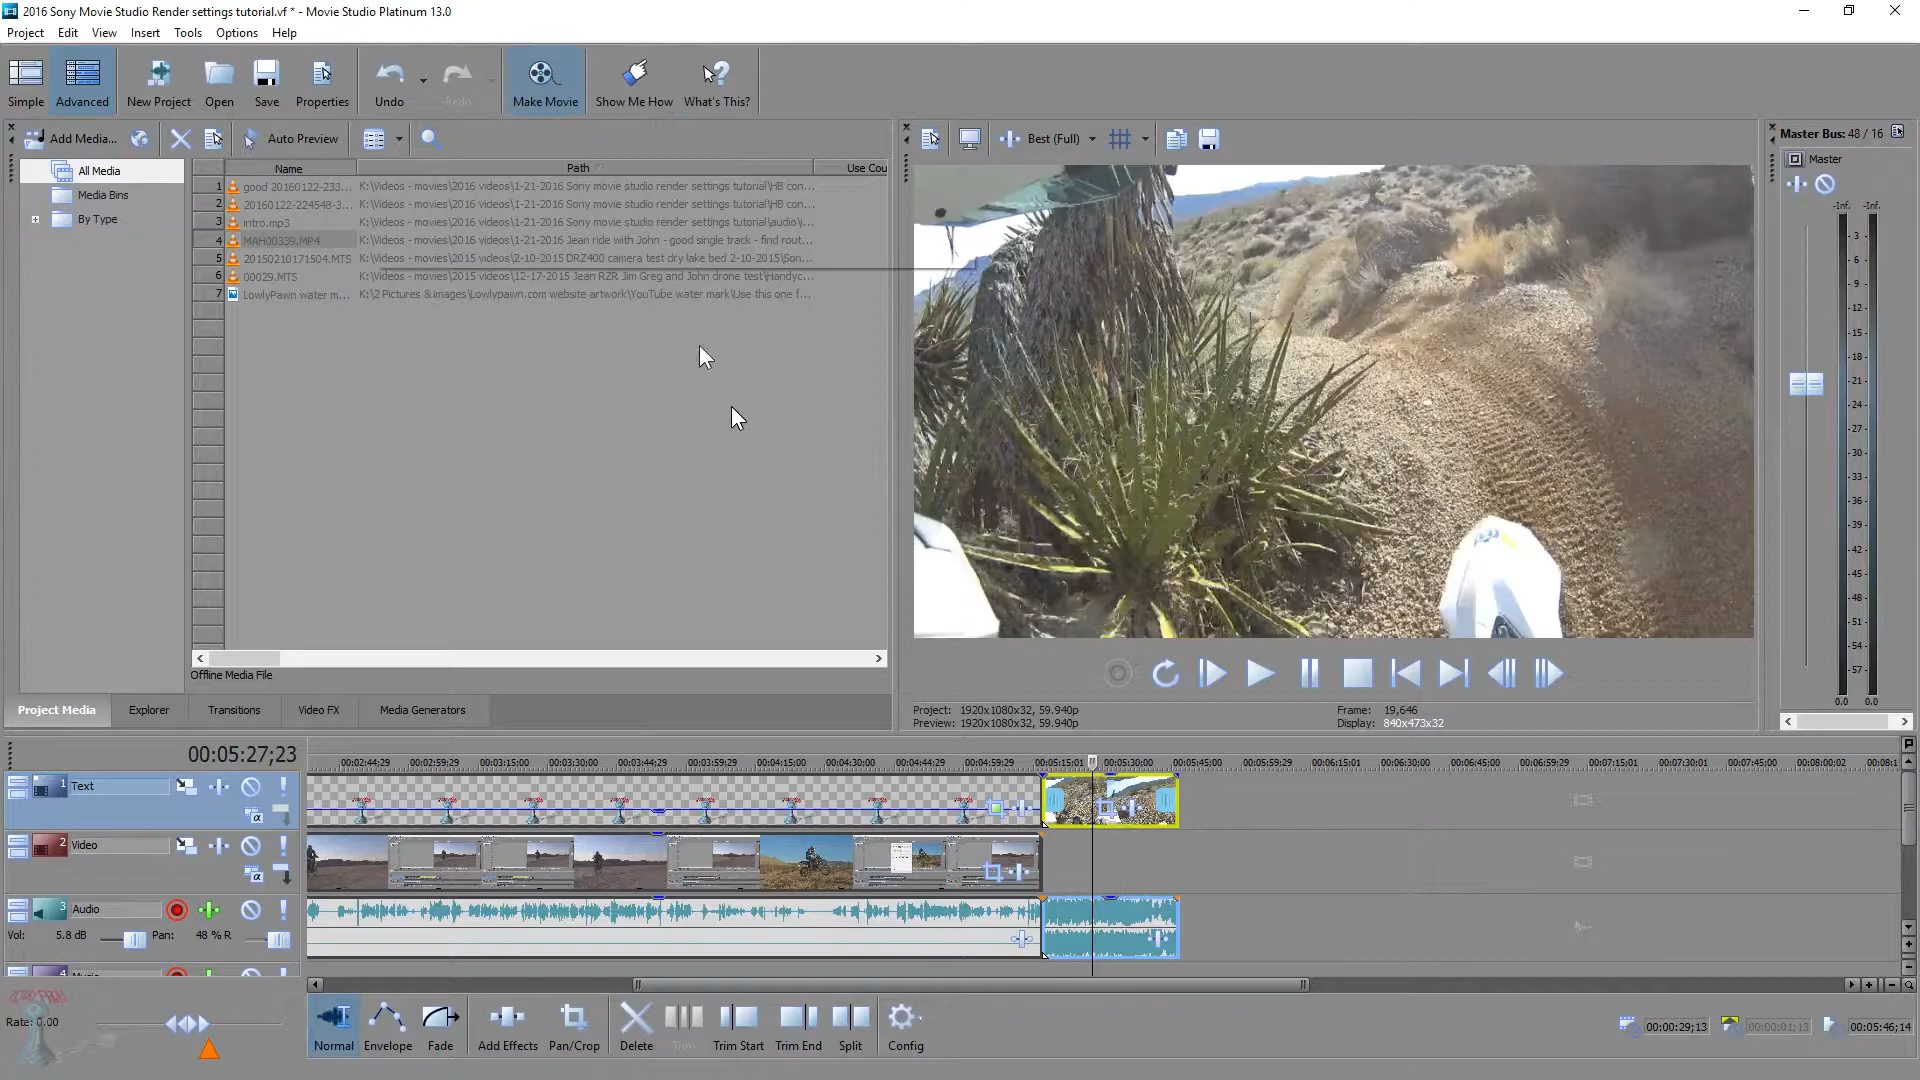 2016 Sony Movie Studio Render settings tutorial.vf * - Movie Studio Platinum 13.0
Project Edit View Insert Tools Options Help
Simple Advanced New Project Open Save Properties Undo Redo Make Movie Show Me How What's This?
Add Media... Auto Preview
Best (Full)
Master Bus: 48 / 16
Master
All Media
Media Bins
By Type
Name Path Use Cou
1 good 20160122-233... K:\Videos - movies\2016 videos\1-21-2016 Sony movie studio render settings tutorial\HB con...
2 20160122-224548-3... K:\Videos - movies\2016 videos\1-21-2016 Sony movie studio render settings tutorial\HB con...
3 intro.mp3 K:\Videos - movies\2016 videos\1-21-2016 Sony movie studio render settings tutorial\audio\i...
4 MAH00339.MP4 K:\Videos - movies\2016 videos\1-21-2016 Jean ride with John - good single track - find rout...
5 20150210171504.MTS K:\Videos - movies\2015 videos\2-10-2015 DRZ400 camera test dry lake bed 2-10-2015\Son...
6 00029.MTS K:\Videos - movies\2015 videos\12-17-2015 Jean RZR Jim Greg and John drone test\Handyc...
7 LowlyPawn water m... K:\2 Pictures & images\Lowlypawn.com website artwork\YouTube water mark\Use this one f...
Offline Media File
Project Media Explorer Transitions Video FX Media Generators
-Inf. -Inf.
- 3 -
- 6 -
- 9 -
- 12 -
- 15 -
- 18 -
- 21 -
- 24 -
- 27 -
- 30 -
- 33 -
- 36 -
- 39 -
- 42 -
- 45 -
- 48 -
- 51 -
- 54 -
- 57 -
0.0 0.0
Project: 1920x1080x32, 59.940p
Preview: 1920x1080x32, 59.940p
Frame: 19,646
Display: 840x473x32
00:05:27;23
00:02:44;29 00:02:59;29 00:03:15;00 00:03:30;00 00:03:44;29 00:03:59;29 00:04:15;00 00:04:30;00 00:04:44;29 00:04:59;29 00:05:15;01 00:05:30;00 00:05:45;00 00:05:59;29 00:06:15;01 00:06:30;00 00:06:45;00 00:06:59;29 00:07:15;01 00:07:30;01 00:07:45;00 00:08:00;02 00:08:1
1 Text
2 Video
3 Audio
Vol: 5.8 dB Pan: 48 % R
4
Rate: 0.00
Normal Envelope Fade Add Effects Pan/Crop Delete Trim Trim Start Trim End Split Config
00:00:29;13 00:00:01;13 00:05:46;14